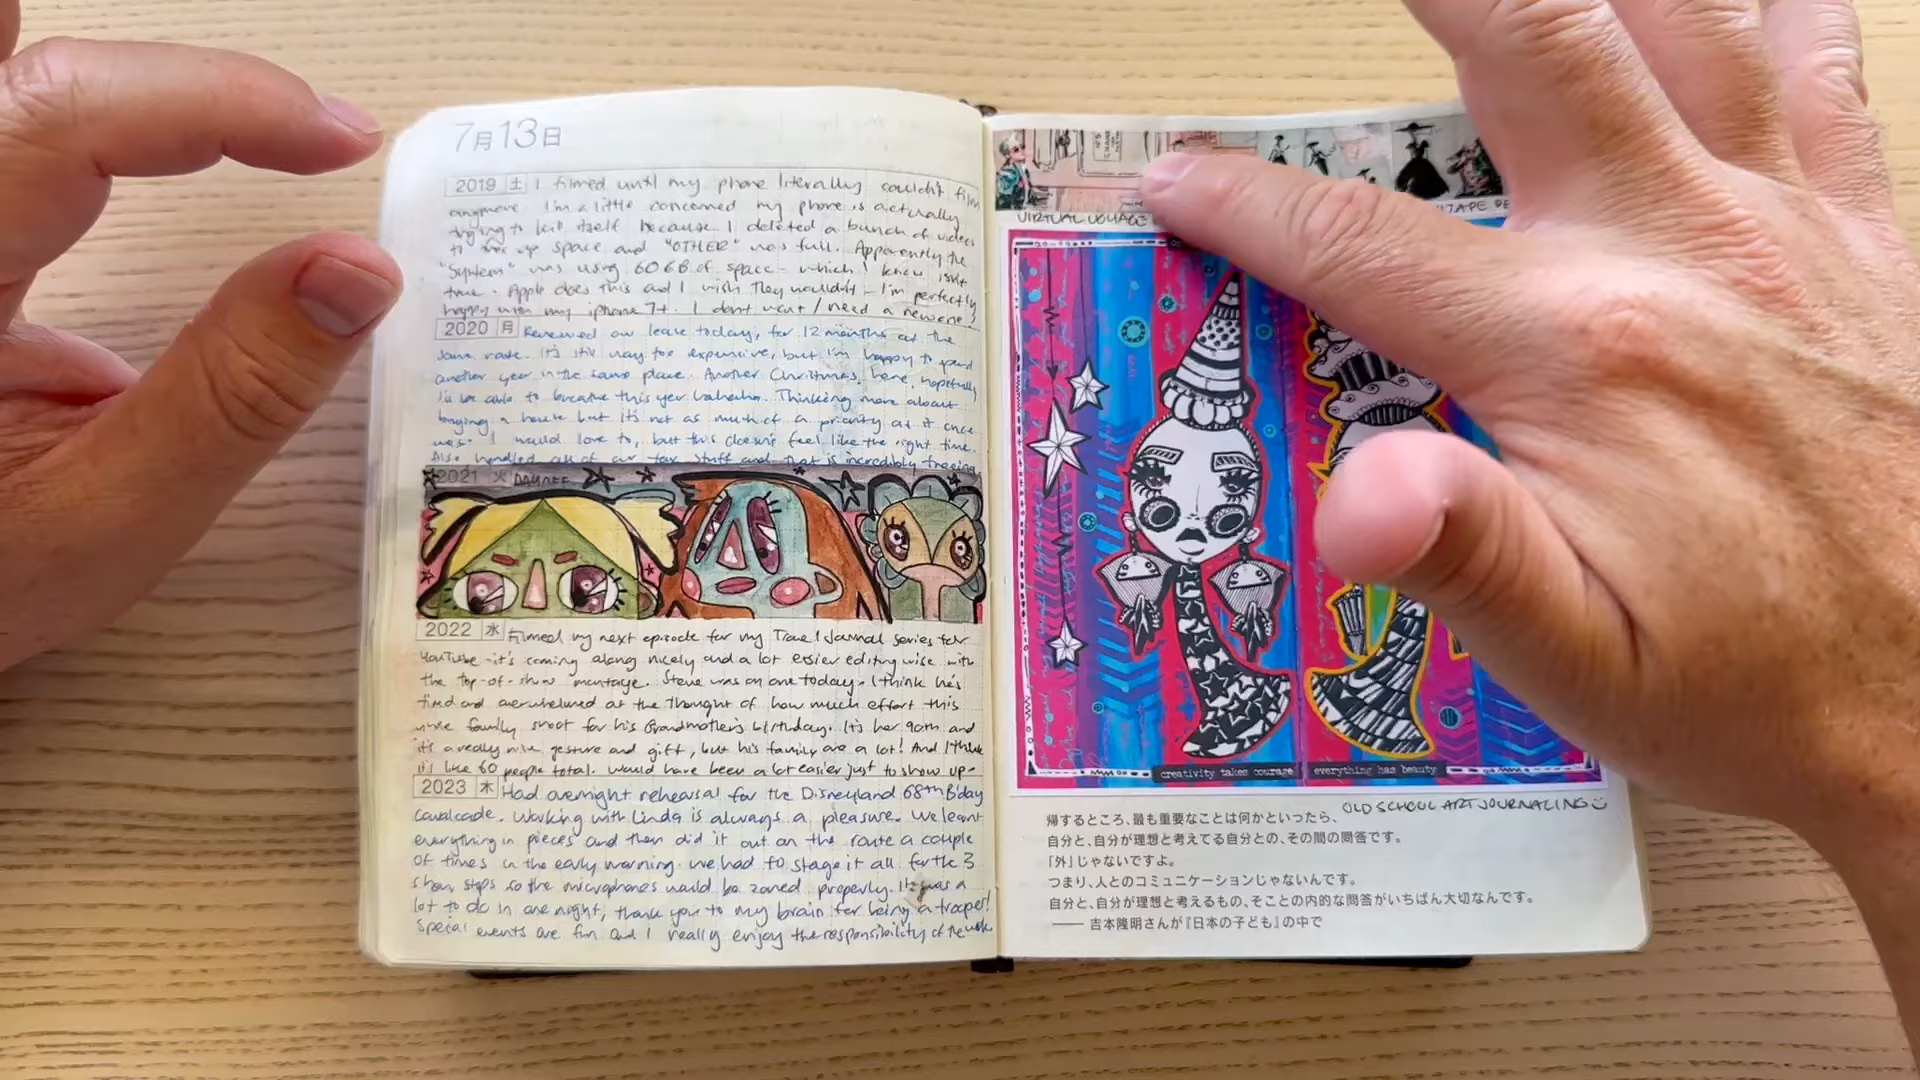 7月13日
2019 土 I filmed until my phone literally couldn't film
anymore. I'm a little concerned my phone is actually
trying to kill itself because I deleted a bunch of videos
to free up space and "OTHER" was full. Apparently the
"System" was using 60GB of space - which I know isn't
true. Apple does this and I wish they wouldn't - I'm perfectly
happy with my iphone 7+. I don't want / need a new one!
2020 月 Renewed our lease today, for 12 months at the
same rate. It's still way too expensive, but I'm happy to spend
another year in the same place. Another Christmas here, hopefully
I'll be able to breathe this year hahaha. Thinking more about
buying a house but it's not as much of a priority as it once
was. I would love to, but this doesn't feel like the right time.
Also handled all of our tax stuff and that is incredibly freeing.
2021 火 DAY OFF
2022 水 Filmed my next episode for my Travel Journal series for
YouTube - it's coming along nicely and a lot easier editing wise with
the top-of-show montage. Steve was on one today. I think he's
tired and overwhelmed at the thought of how much effort this
family shoot for his Grandmother's birthday. It's her 90th and
it's a really nice gesture and gift, but his family are a lot! And I think
it's like 60 people total. Would have been a lot easier just to show up-
2023 木 Had overnight rehearsal for the Disneyland 68th B'day
Cavalcade. Working with Linda is always a pleasure. We learnt
everything in pieces and then did it out on the route a couple
of times in the early morning. We had to stage it all for the 3
show stops so the microphones would be zoned properly. It was a
lot to do in one night, thank you to my brain for being a trooper!
Special events are fun and I really enjoy the responsibility of the work
VIRTUAL VOYAGE
creativity takes courage
everything has beauty
OLD SCHOOL ART JOURNALING
帰するところ、最も重要なことは何かといったら、
自分と、自分が理想と考えてる自分との、その間の問答です。
「外」じゃないですよ。
つまり、人とのコミュニケーションじゃないんです。
自分と、自分が理想と考えるもの、そことの内的な問答がいちばん大切なんです。
―― 吉本隆明さんが『日本の子ども』の中で